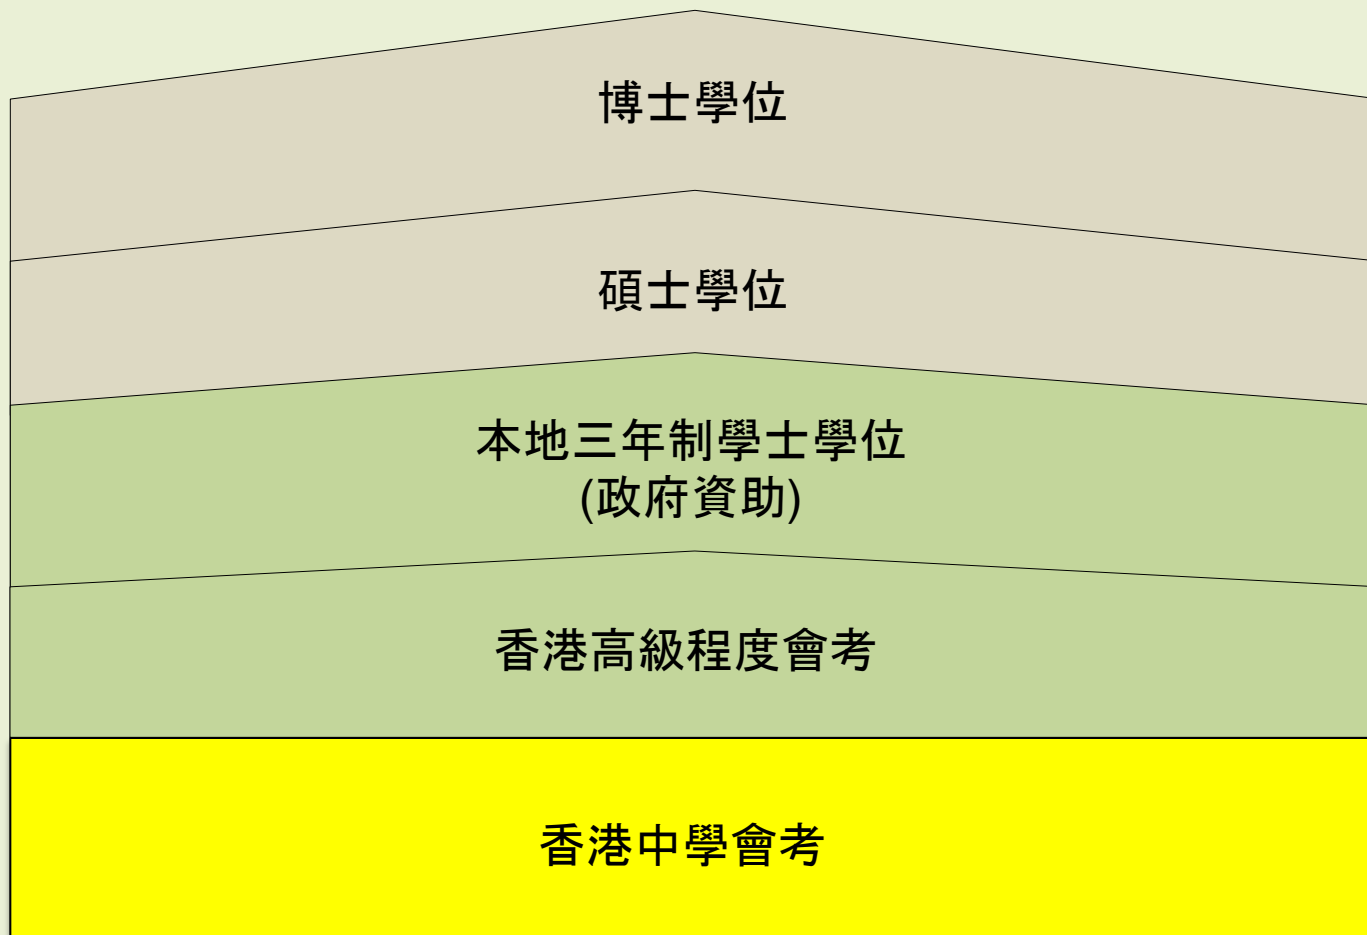 博士學位
碩士學位
本地三年制學士學位
(政府資助)
香港高級程度會考
香港中學會考